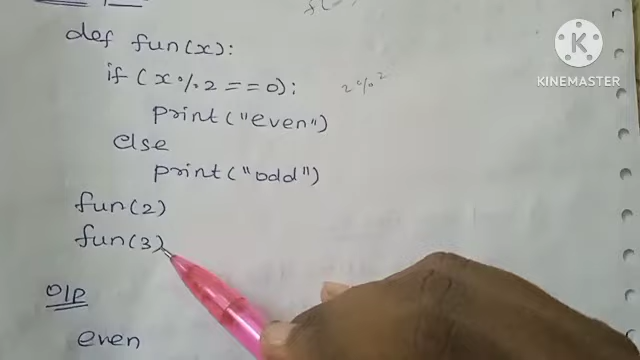 def fun(x):
if (x%2==0):
2%2
print("even")
else
print("odd")
fun(2)
fun(3)
O/P
even
KINEMASTER